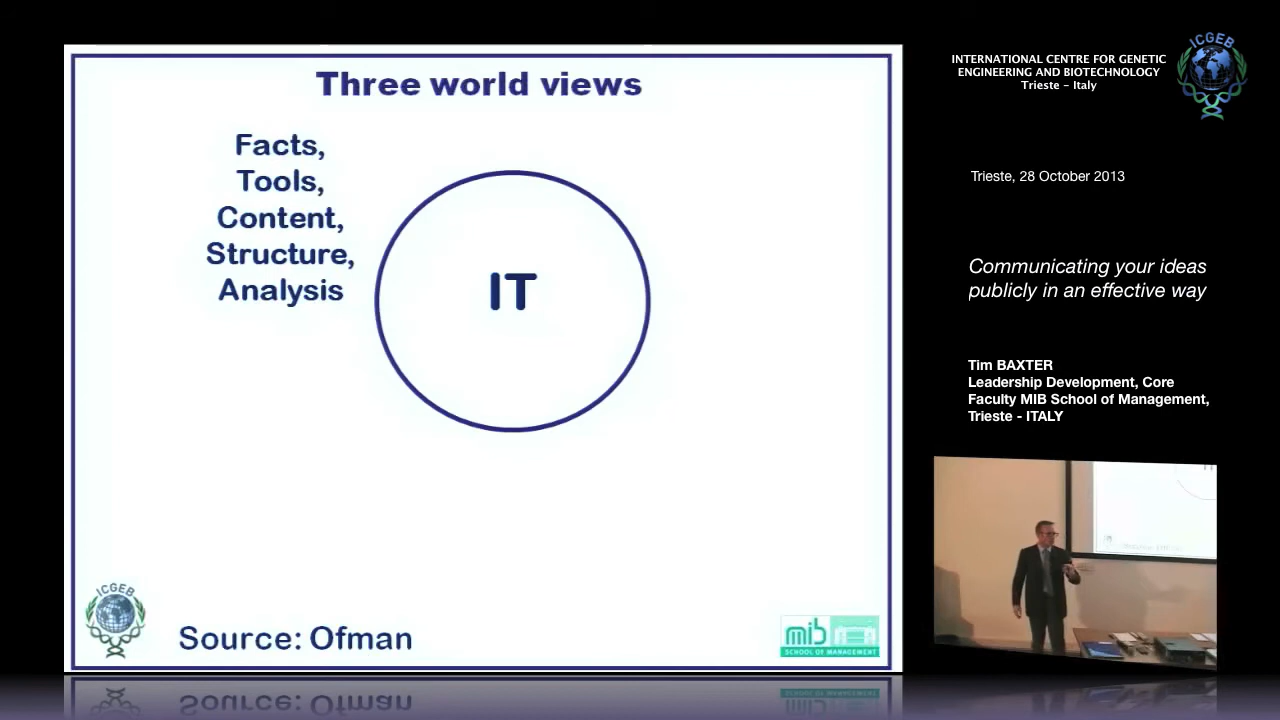 Three world views
Facts,
Tools,
Content,
Structure,
Analysis
IT
ICGEB
Source: Ofman
mib
SCHOOL OF MANAGEMENT
INTERNATIONAL CENTRE FOR GENETIC
ENGINEERING AND BIOTECHNOLOGY
Trieste – Italy
ICGEB
Trieste, 28 October 2013
Communicating your ideas
publicly in an effective way
Tim BAXTER
Leadership Development, Core
Faculty MIB School of Management,
Trieste - ITALY